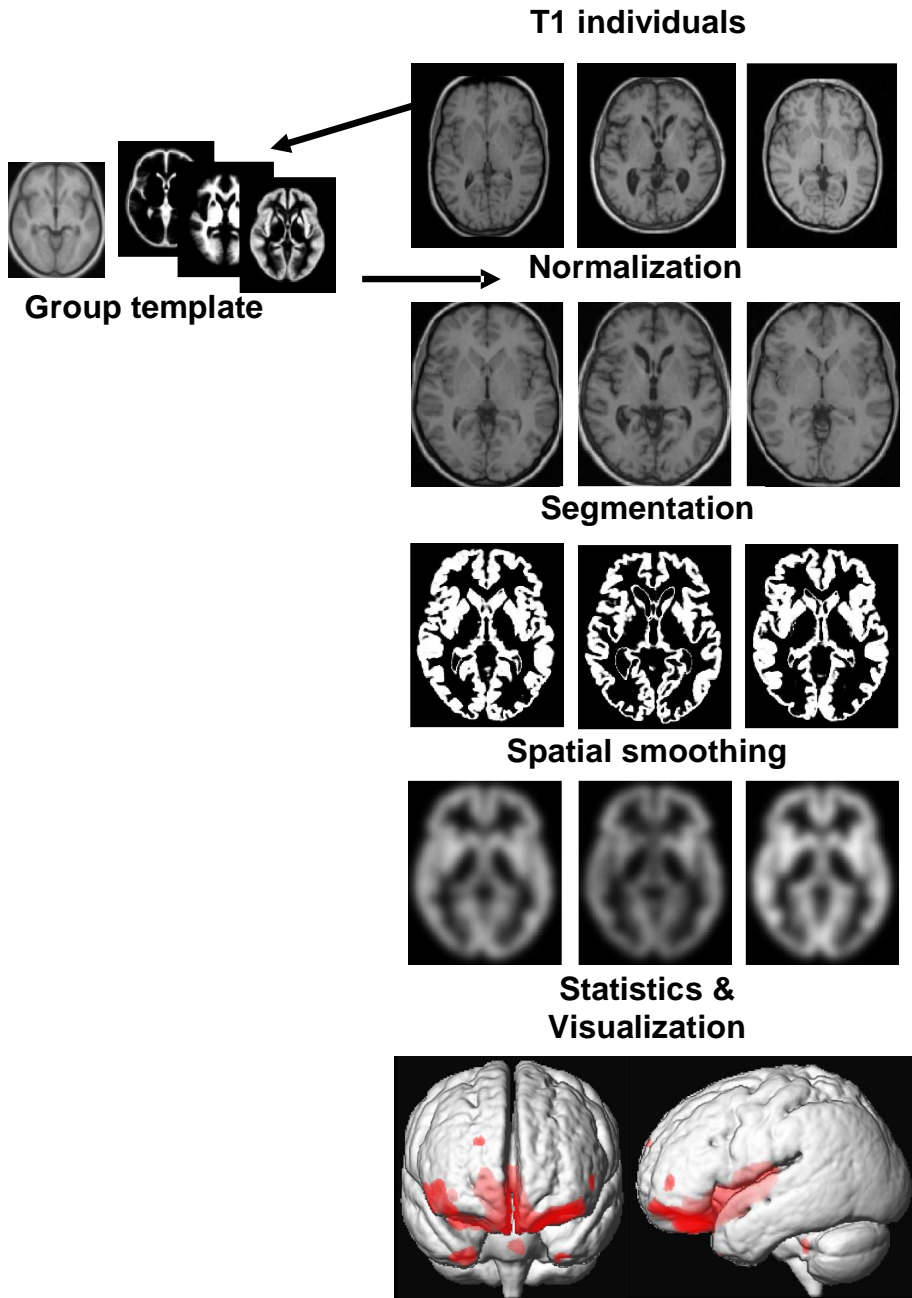 T1 individuals
Normalization
Group template
Segmentation
Spatial smoothing
Statistics &
Visualization